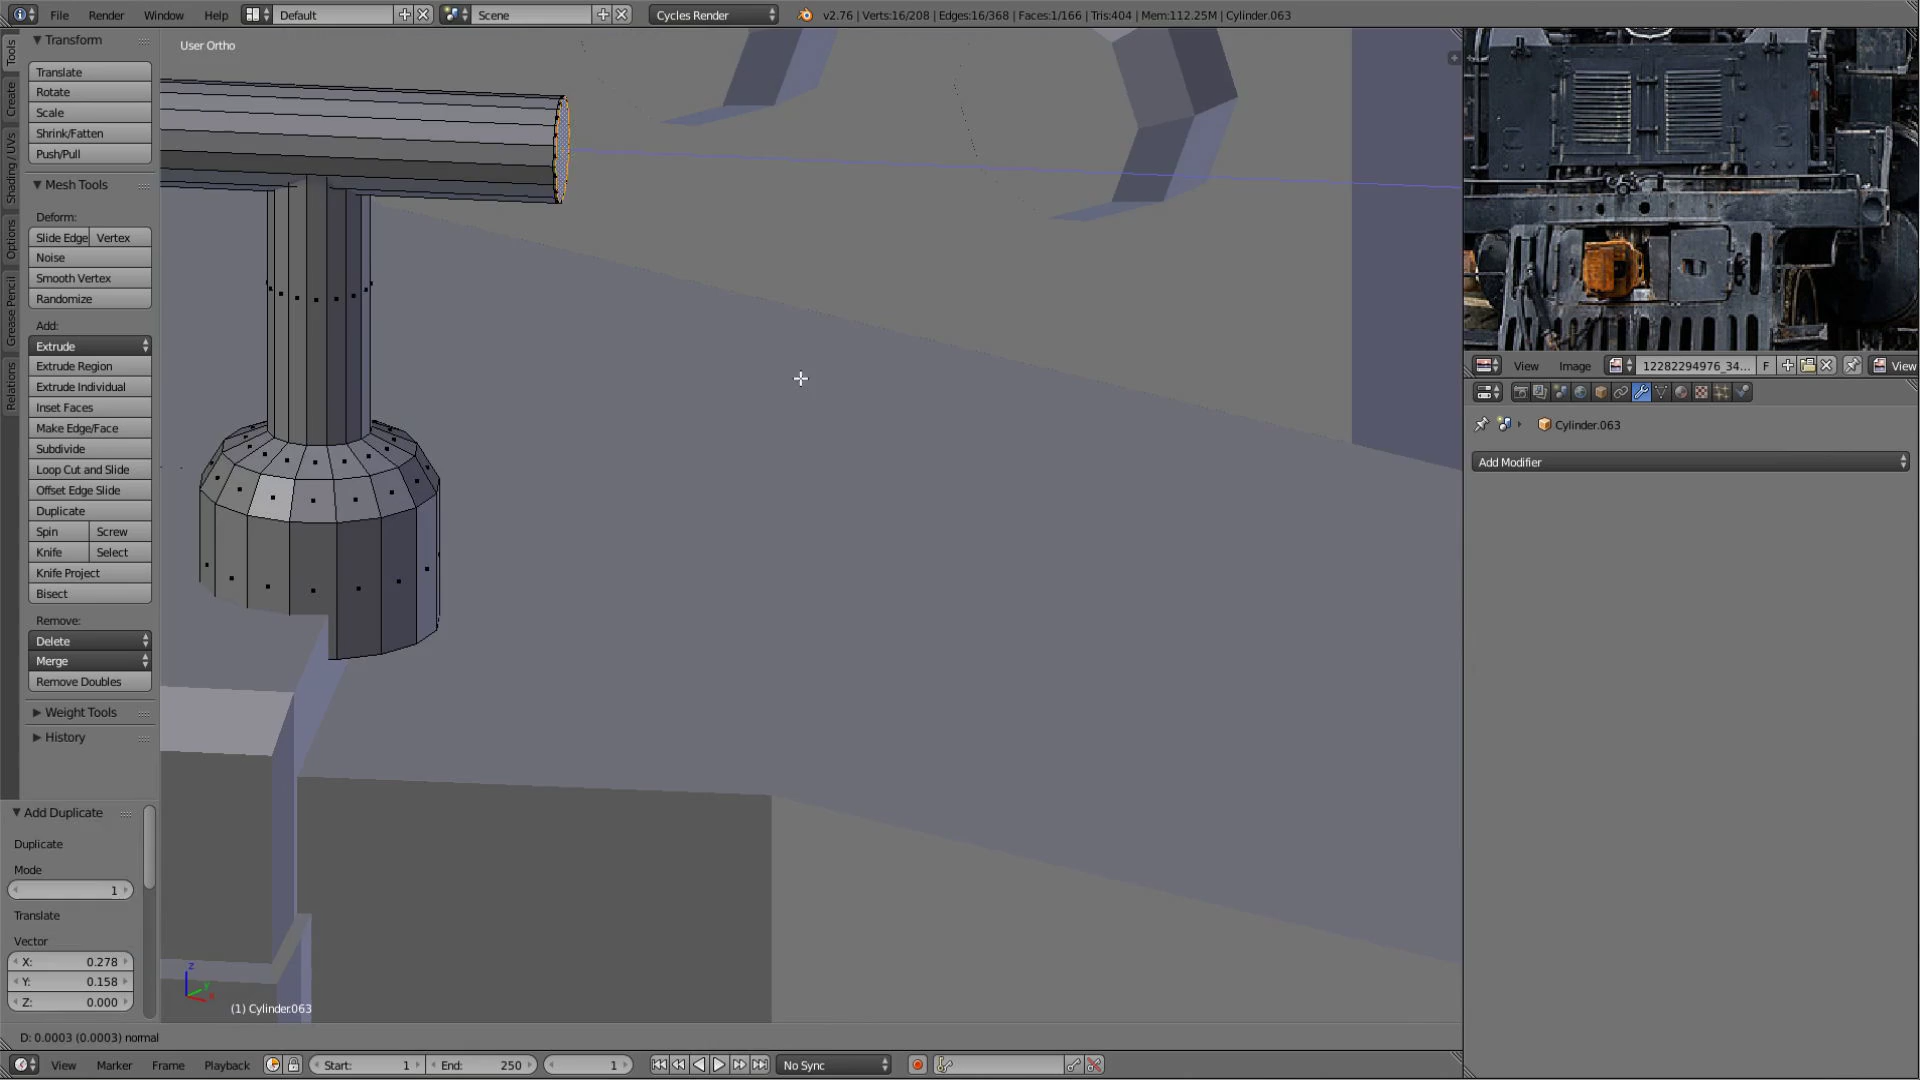 File Render Window Help Default Scene Cycles Render v2.76 | Verts:16/208 | Edges:16/368 | Faces:1/166 | Tris:404 | Mem:112.25M | Cylinder.063
Tools
Create
Shading / UVs
Options
Grease Pencil
Relations
Transform
Translate
Rotate
Scale
Shrink/Fatten
Push/Pull
Mesh Tools
Deform:
Slide Edge Vertex
Noise
Smooth Vertex
Randomize
Add:
Extrude
Extrude Region
Extrude Individual
Inset Faces
Make Edge/Face
Subdivide
Loop Cut and Slide
Offset Edge Slide
Duplicate
Spin Screw
Knife Select
Knife Project
Bisect
Remove:
Delete
Merge
Remove Doubles
Weight Tools
History
Add Duplicate
Duplicate
Mode
1
Translate
Vector
X: 0.278
Y: 0.158
Z: 0.000
User Ortho
z
y
x
(1) Cylinder.063
View Image 12282294976_34... F View
Cylinder.063
Add Modifier
D: 0.0003 (0.0003) normal
View Marker Frame Playback Start: 1 End: 250 1 No Sync